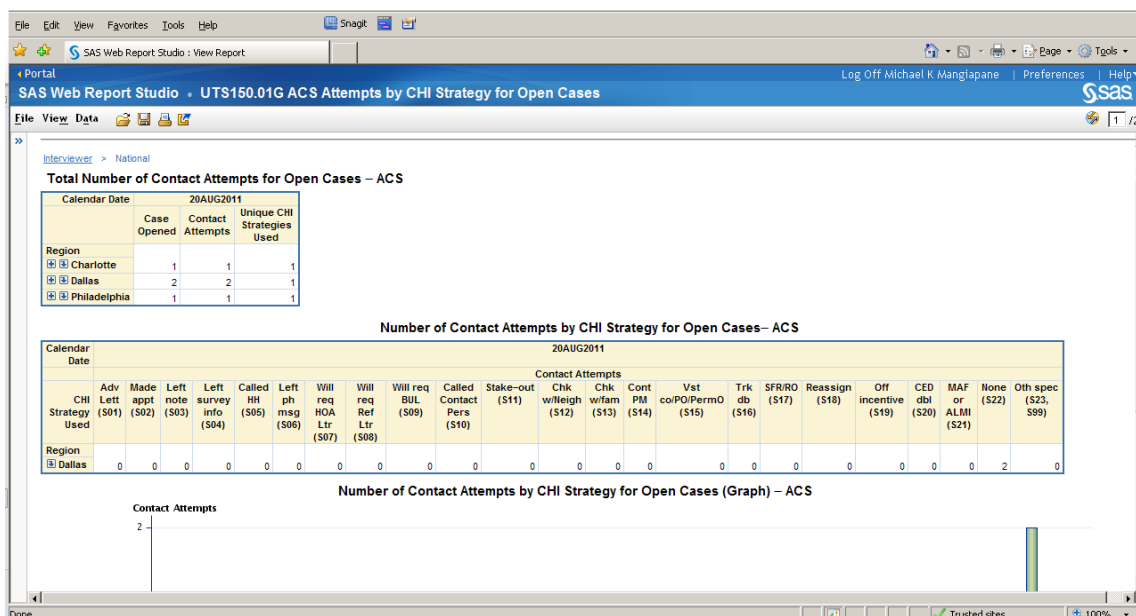 File Edit View Favorites Tools Help Snagit
SAS Web Report Studio : View Report Page Tools
Portal Log Off Michael K Mangiapane | Preferences | Help
SAS Web Report Studio • UTS150.01G ACS Attempts by CHI Strategy for Open Cases sas
File View Data 1 /2
»
Interviewer > National
Total Number of Contact Attempts for Open Cases – ACS
Calendar Date 20AUG2011
Case Opened Contact Attempts Unique CHI Strategies Used
Region
Charlotte 1 1 1
Dallas 2 2 1
Philadelphia 1 1 1
Number of Contact Attempts by CHI Strategy for Open Cases– ACS
Calendar Date 20AUG2011
Contact Attempts
CHI Strategy Used Adv Lett (S01) Made appt (S02) Left note (S03) Left survey info (S04) Called HH (S05) Left ph msg (S06) Will req HOA Ltr (S07) Will req Ref Ltr (S08) Will req BUL (S09) Called Contact Pers (S10) Stake-out (S11) Chk w/Neigh (S12) Chk w/fam (S13) Cont PM (S14) Vst co/PO/PermO (S15) Trk db (S16) SFR/RO (S17) Reassign (S18) Off incentive (S19) CED dbl (S20) MAF or ALMI (S21) None (S22) Oth spec (S23, S99)
Region
Dallas 0 0 0 0 0 0 0 0 0 0 0 0 0 0 0 0 0 0 0 0 0 2 0
Number of Contact Attempts by CHI Strategy for Open Cases (Graph) – ACS
Contact Attempts
2
Done Trusted sites 100%